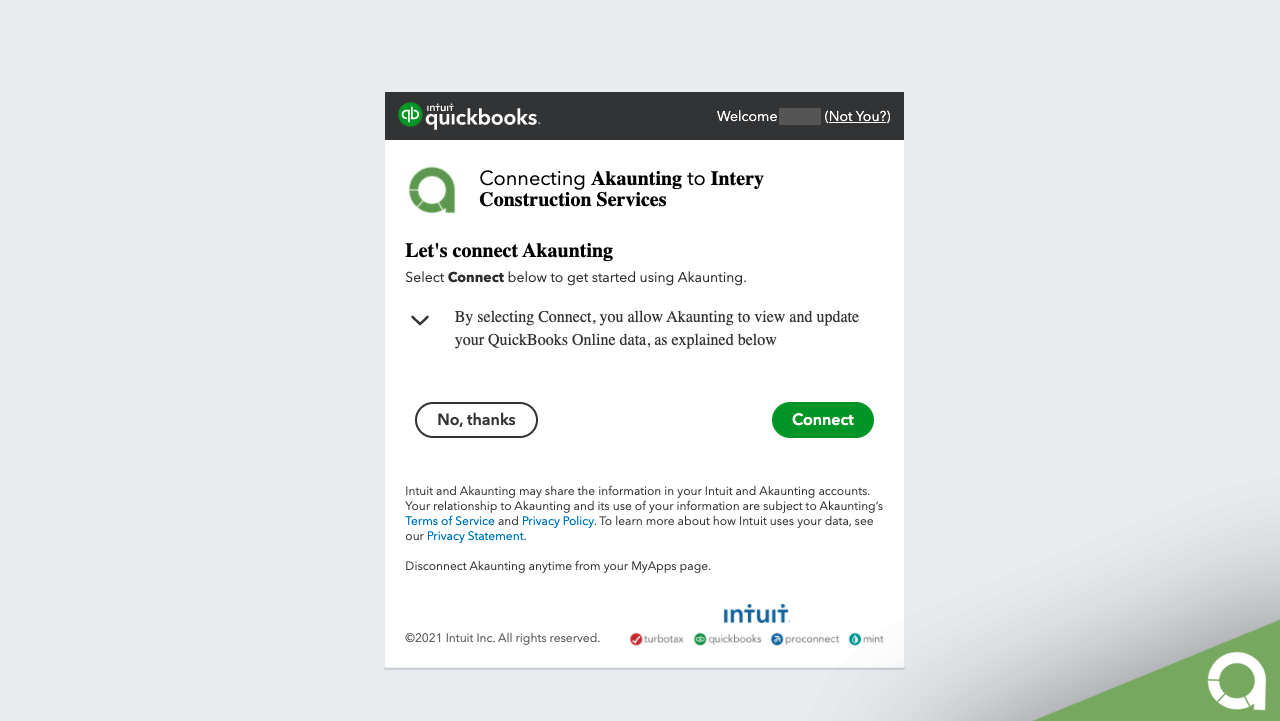 intuit
quickbooks.
Welcome (Not You?)
Connecting Akaunting to Intery
Construction Services
Let's connect Akaunting
Select Connect below to get started using Akaunting.
By selecting Connect, you allow Akaunting to view and update
your QuickBooks Online data, as explained below
No, thanks
Connect
Intuit and Akaunting may share the information in your Intuit and Akaunting accounts.
Your relationship to Akaunting and its use of your information are subject to Akaunting’s
Terms of Service and Privacy Policy. To learn more about how Intuit uses your data, see
our Privacy Statement.
Disconnect Akaunting anytime from your MyApps page.
intuit.
©2021 Intuit Inc. All rights reserved.
turbotax quickbooks proconnect mint